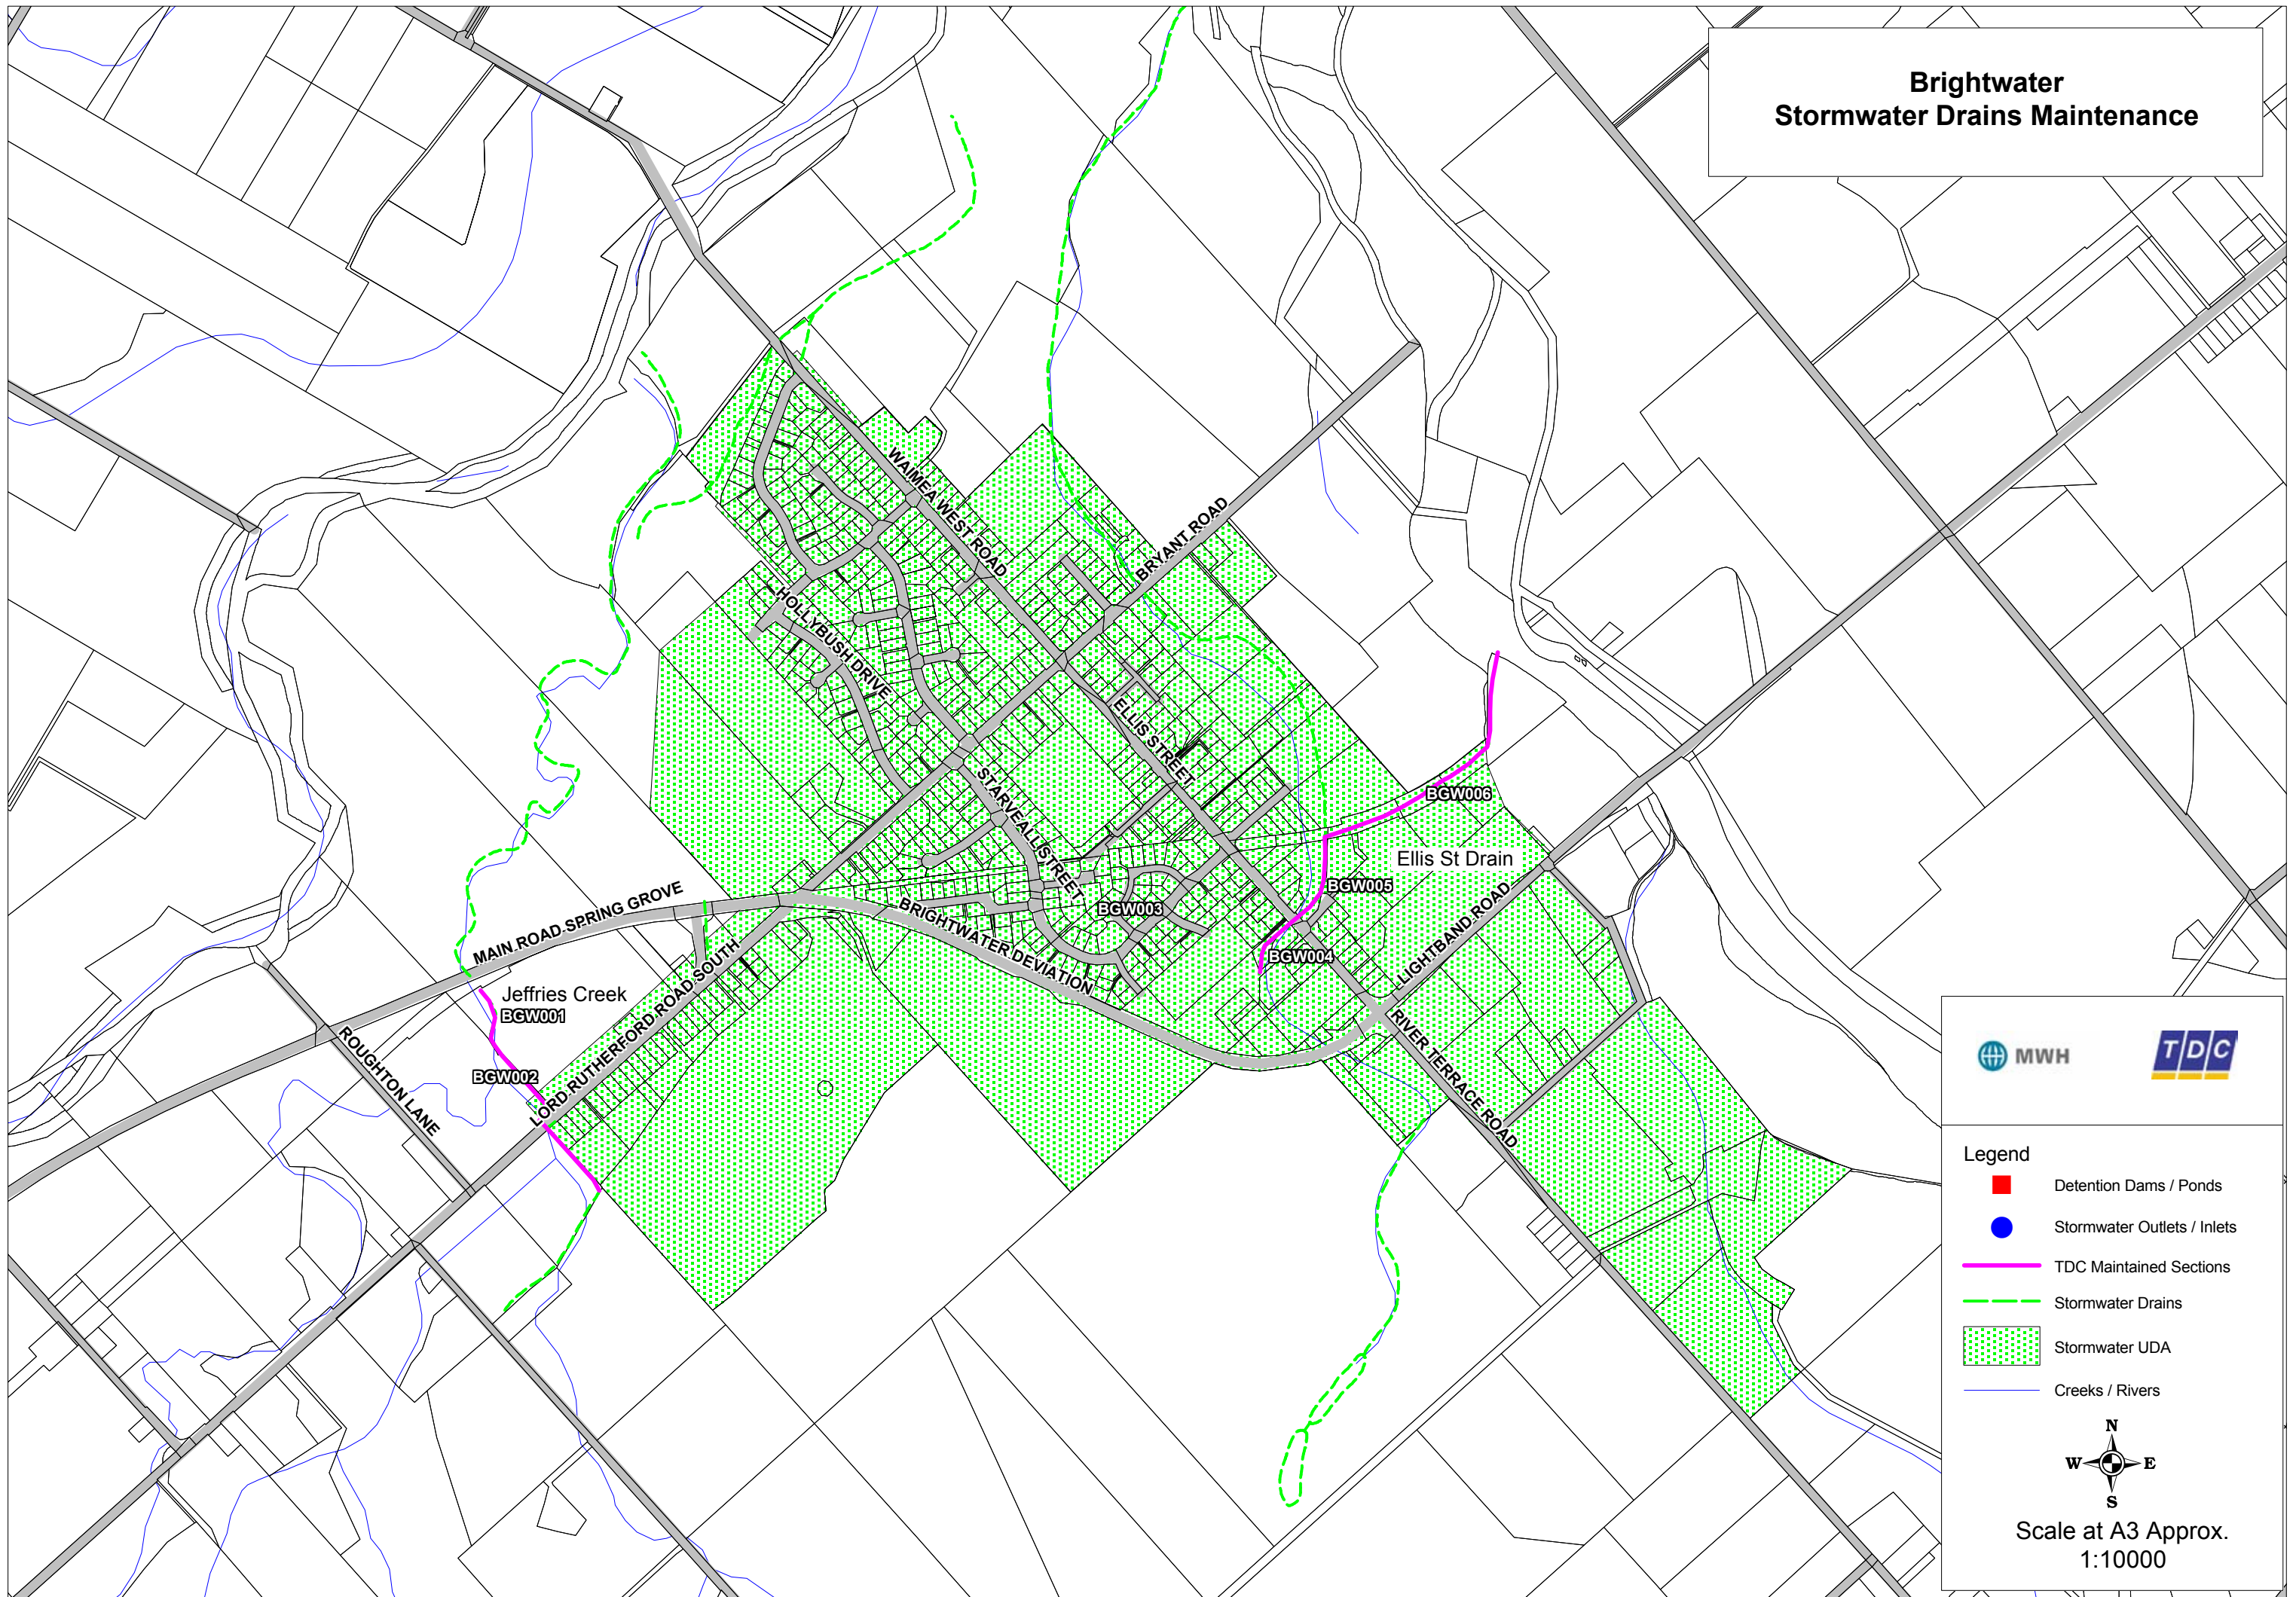 Brightwater
Stormwater Drains Maintenance
WAIMEA WEST ROAD
BRYANT ROAD
HOLLYBUSH DRIVE
ELLIS STREET
STARVEALL STREET
BGW006
Ellis St Drain
BGW005
BGW003
BGW004
LIGHTBAND ROAD
MAIN ROAD SPRING GROVE
BRIGHTWATER DEVIATION
Jeffries Creek
BGW001
BGW002
LORD RUTHERFORD ROAD SOUTH
ROUGHTON LANE
RIVER TERRACE ROAD
MWH
TDC
Legend
Detention Dams / Ponds
Stormwater Outlets / Inlets
TDC Maintained Sections
Stormwater Drains
Stormwater UDA
Creeks / Rivers
N
W E
S
Scale at A3 Approx.
1:10000